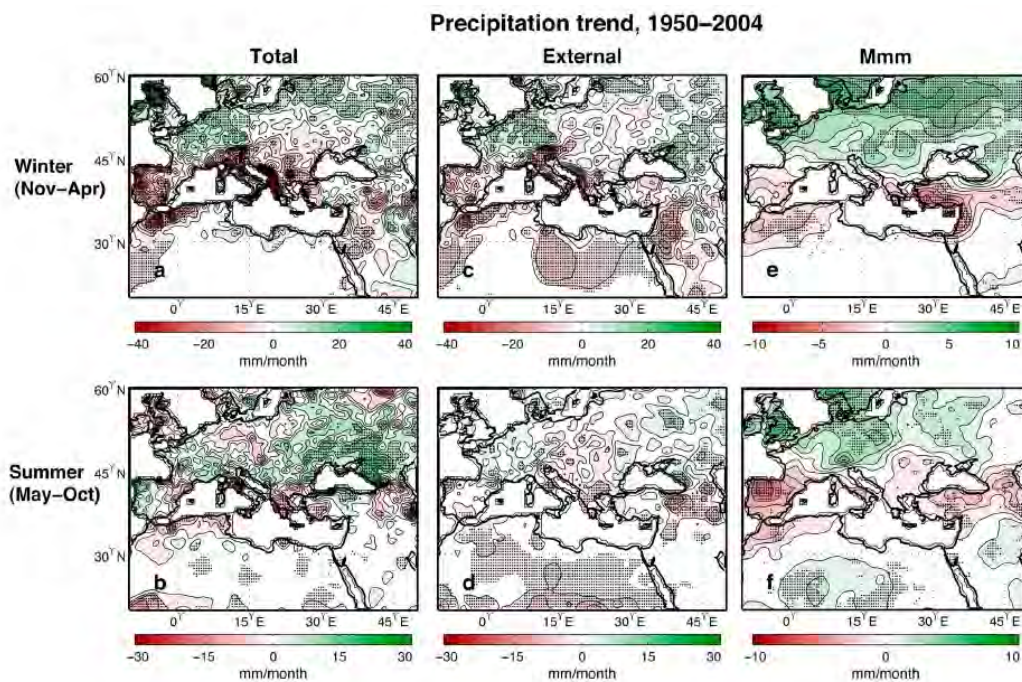 Precipitation trend, 1950–2004
Total External Mmm
Winter
(Nov–Apr)
60°N
45°N
30°N
a c e
0° 15°E 30°E 45°E 0° 15°E 30°E 45°E 0° 15°E 30°E 45°E
−40 −20 0 20 40 −40 −20 0 20 40 −10 −5 0 5 10
mm/month mm/month mm/month
Summer
(May–Oct)
60°N
45°N
30°N
b d f
0° 15°E 30°E 45°E 0° 15°E 30°E 45°E 0° 15°E 30°E 45°E
−30 −15 0 15 30 −30 −15 0 15 30 −10 0 10
mm/month mm/month mm/month